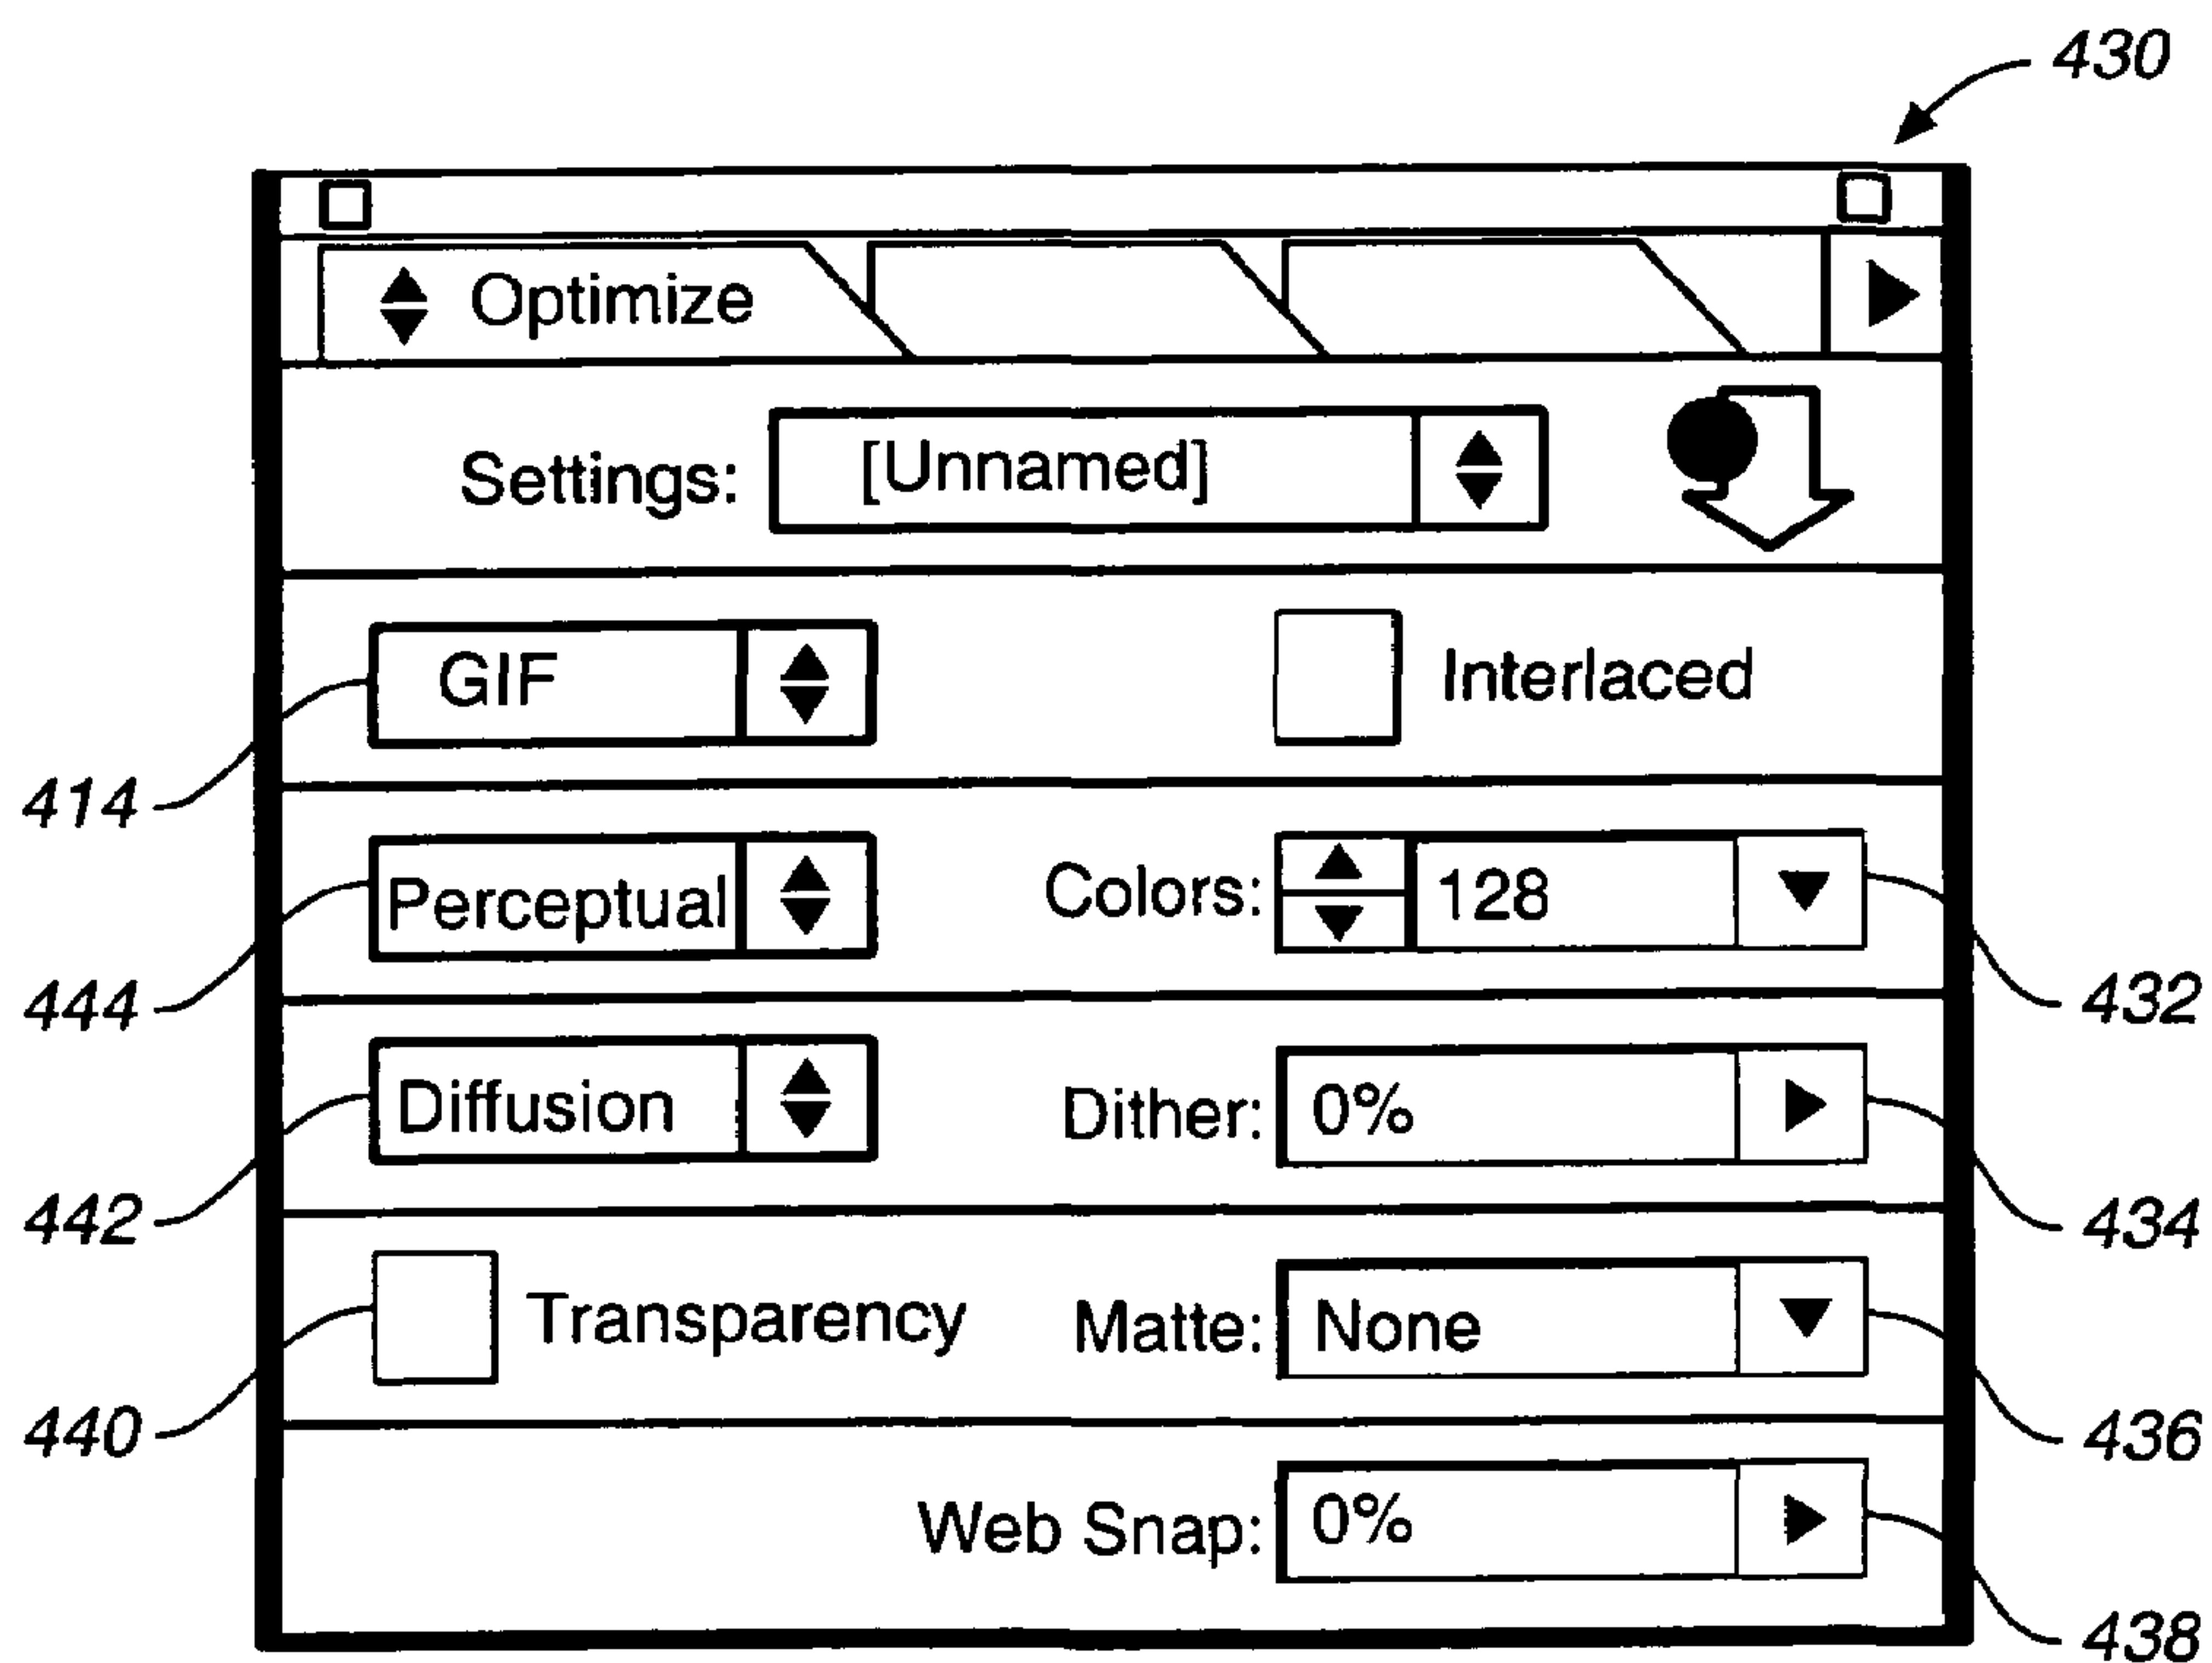 430
Optimize
Settings: [Unnamed]
GIF Interlaced
414
Perceptual Colors: 128
444 432
Diffusion Dither: 0%
442 434
Transparency Matte: None
440 436
Web Snap: 0%
438